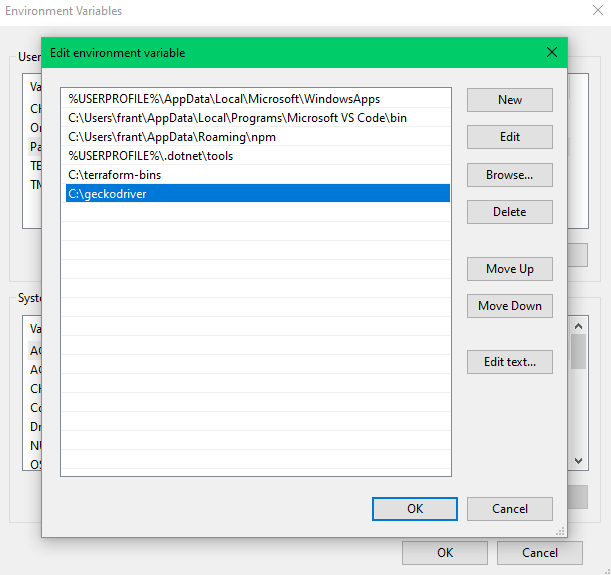 Environment Variables
Edit environment variable
User
Va
Ch
Or
Pa
TE
TM
%USERPROFILE%\AppData\Local\Microsoft\WindowsApps
C:\Users\frant\AppData\Local\Programs\Microsoft VS Code\bin
C:\Users\frant\AppData\Roaming\npm
%USERPROFILE%\.dotnet\tools
C:\terraform-bins
C:\geckodriver
New
Edit
Browse...
Delete
Move Up
Move Down
Edit text...
Syste
Va
AC
AC
Ch
Co
Dr
NU
OS
OK
Cancel
OK
Cancel